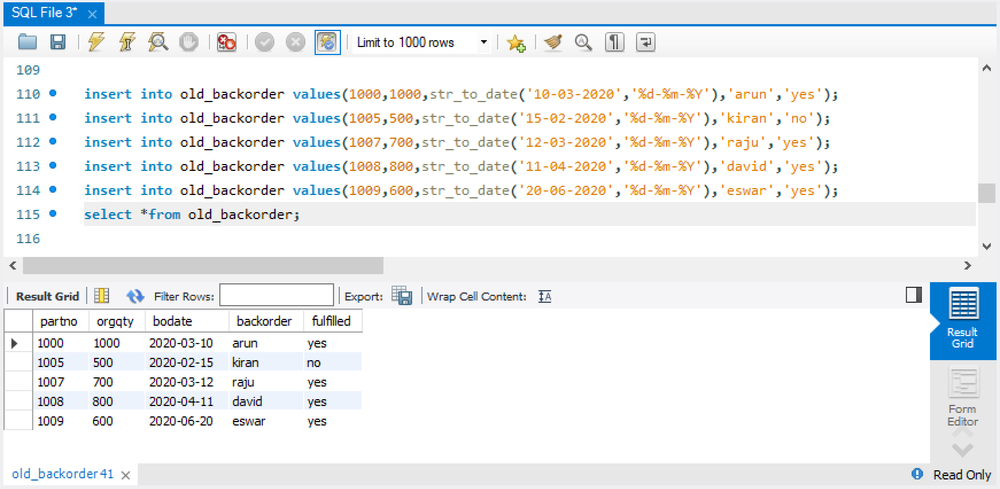 SQL File 3*
Limit to 1000 rows
109
110 insert into old_backorder values(1000,1000,str_to_date('10-03-2020','%d-%m-%Y'),'arun','yes');
111 insert into old_backorder values(1005,500,str_to_date('15-02-2020','%d-%m-%Y'),'kiran','no');
112 insert into old_backorder values(1007,700,str_to_date('12-03-2020','%d-%m-%Y'),'raju','yes');
113 insert into old_backorder values(1008,800,str_to_date('11-04-2020','%d-%m-%Y'),'david','yes');
114 insert into old_backorder values(1009,600,str_to_date('20-06-2020','%d-%m-%Y'),'eswar','yes');
115 select *from old_backorder;
116
Result Grid Filter Rows: Export: Wrap Cell Content:
partno orgqty bodate backorder fulfilled
1000 1000 2020-03-10 arun yes
1005 500 2020-02-15 kiran no
1007 700 2020-03-12 raju yes
1008 800 2020-04-11 david yes
1009 600 2020-06-20 eswar yes
Result
Grid
Form
Editor
old_backorder41 Read Only